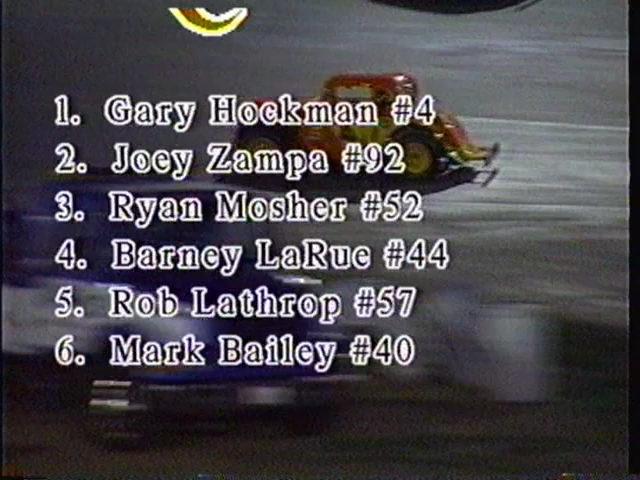 1. Gary Hockman #4
2. Joey Zampa #92
3. Ryan Mosher #52
4. Barney LaRue #44
5. Rob Lathrop #57
6. Mark Bailey #40